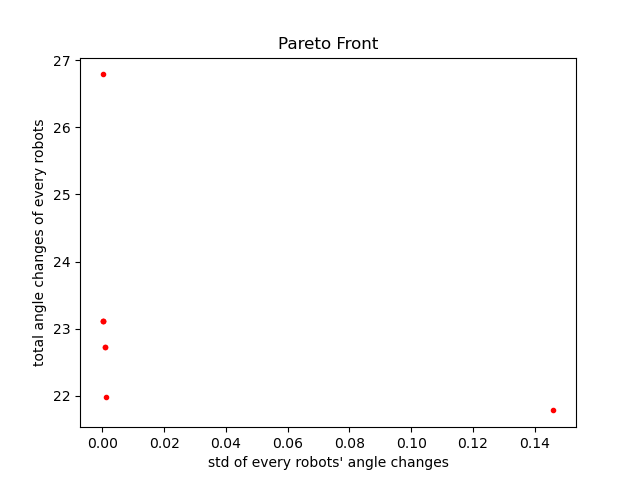 Pareto Front
27
26
25
24
23
22
total angle changes of every robots
0.00 0.02 0.04 0.06 0.08 0.10 0.12 0.14
std of every robots' angle changes